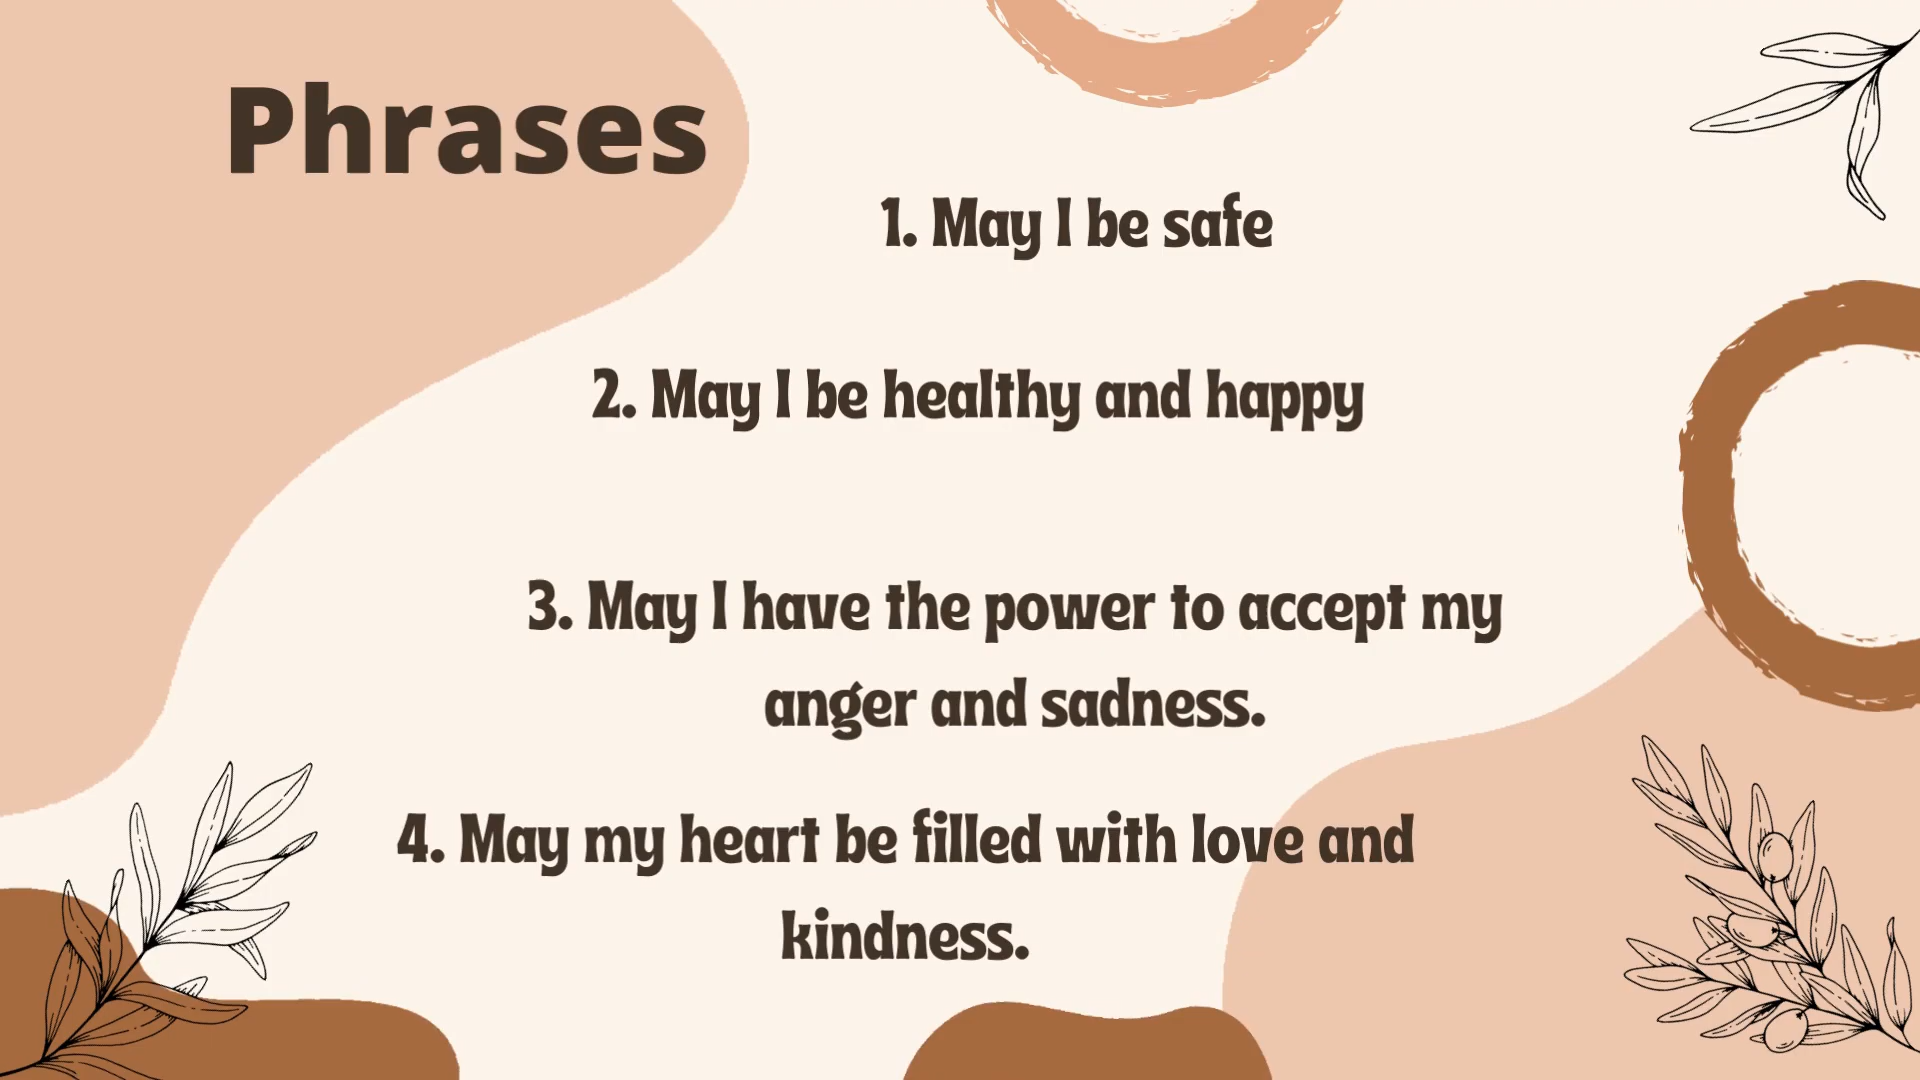 Phrases
1. May I be safe
2. May I be healthy and happy
3. May I have the power to accept my
anger and sadness.
4. May my heart be filled with love and
kindness.